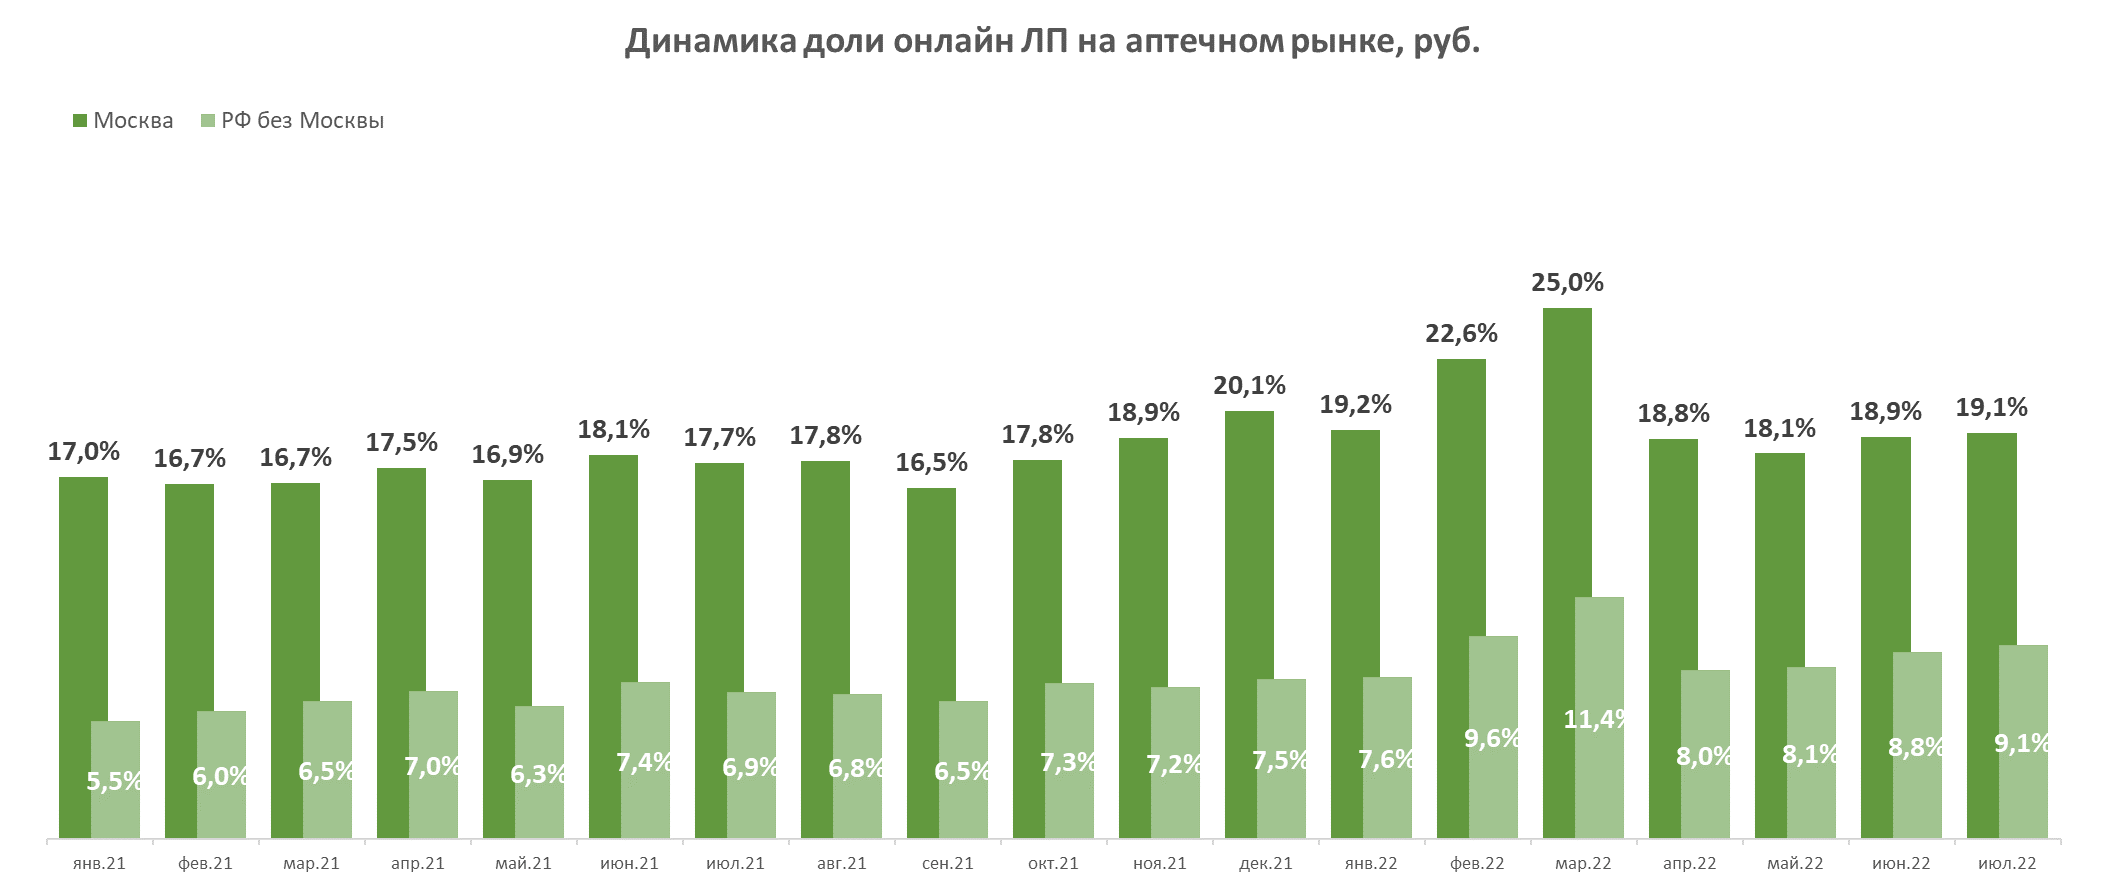 Динамика доли онлайн ЛП на аптечном рынке, руб.
Москва РФ без Москвы
17,0% 16,7% 16,7% 17,5% 16,9% 18,1% 17,7% 17,8% 16,5% 17,8% 18,9% 20,1% 19,2% 22,6% 25,0% 18,8% 18,1% 18,9% 19,1%
5,5% 6,0% 6,5% 7,0% 6,3% 7,4% 6,9% 6,8% 6,5% 7,3% 7,2% 7,5% 7,6% 9,6% 11,4% 8,0% 8,1% 8,8% 9,1%
янв.21 фев.21 мар.21 апр.21 май.21 июн.21 июл.21 авг.21 сен.21 окт.21 ноя.21 дек.21 янв.22 фев.22 мар.22 апр.22 май.22 июн.22 июл.22